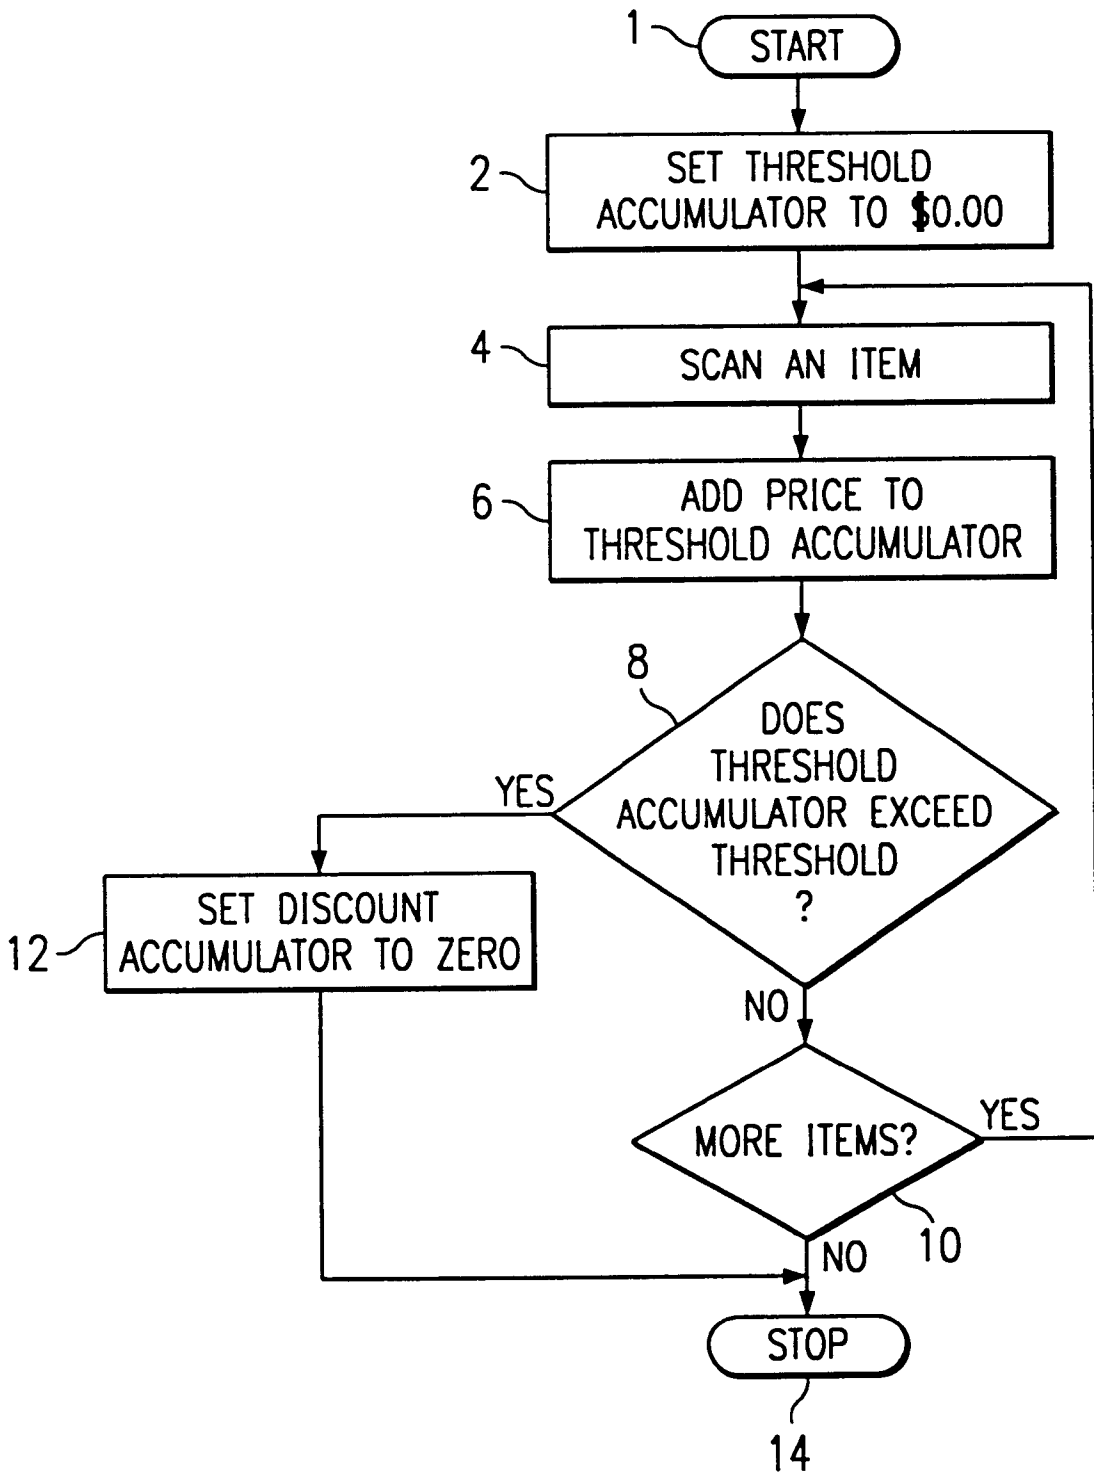 1
START
2
SET THRESHOLD
ACCUMULATOR TO $0.00
4
SCAN AN ITEM
6
ADD PRICE TO
THRESHOLD ACCUMULATOR
8
DOES
THRESHOLD
ACCUMULATOR EXCEED
THRESHOLD
?
YES
12
SET DISCOUNT
ACCUMULATOR TO ZERO
NO
MORE ITEMS?
YES
10
NO
STOP
14